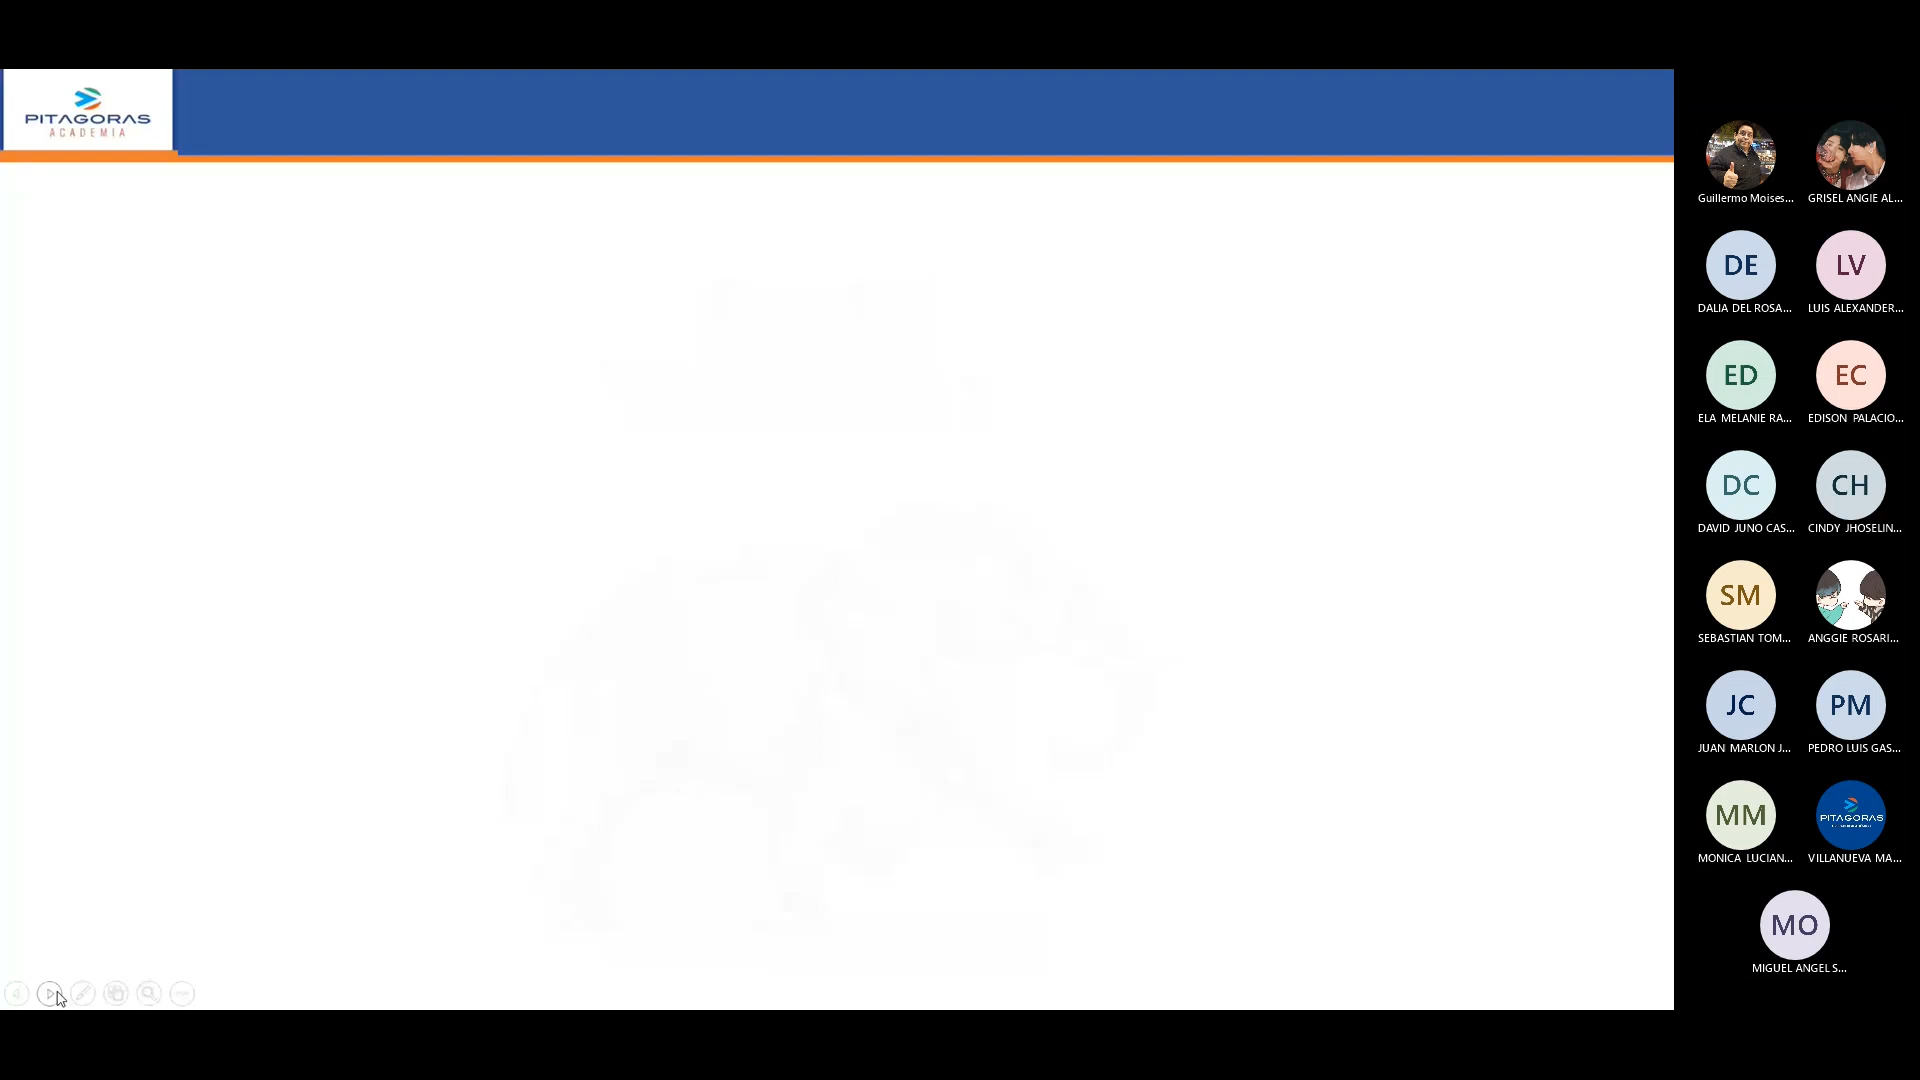 PITAGORAS
ACADEMIA
Guillermo Moises...
GRISEL ANGIE AL...
DE
LV
DALIA DEL ROSA...
LUIS ALEXANDER...
ED
EC
ELA MELANIE RA...
EDISON PALACIO...
DC
CH
DAVID JUNO CAS...
CINDY JHOSELIN...
SM
SEBASTIAN TOM...
ANGGIE ROSARI...
JC
PM
JUAN MARLON J...
PEDRO LUIS GAS...
MM
PITAGORAS
MONICA LUCIAN...
VILLANUEVA MA...
MO
MIGUEL ANGEL S...